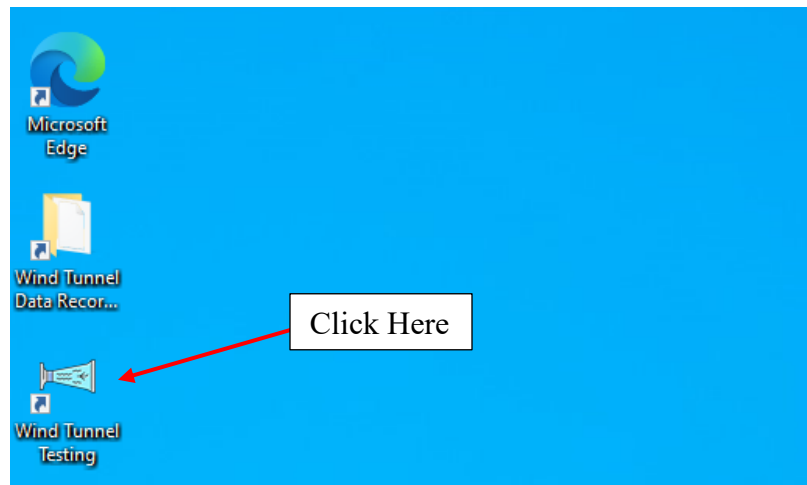 Microsoft
Edge
Wind Tunnel
Data Recor...
Click Here
Wind Tunnel
Testing